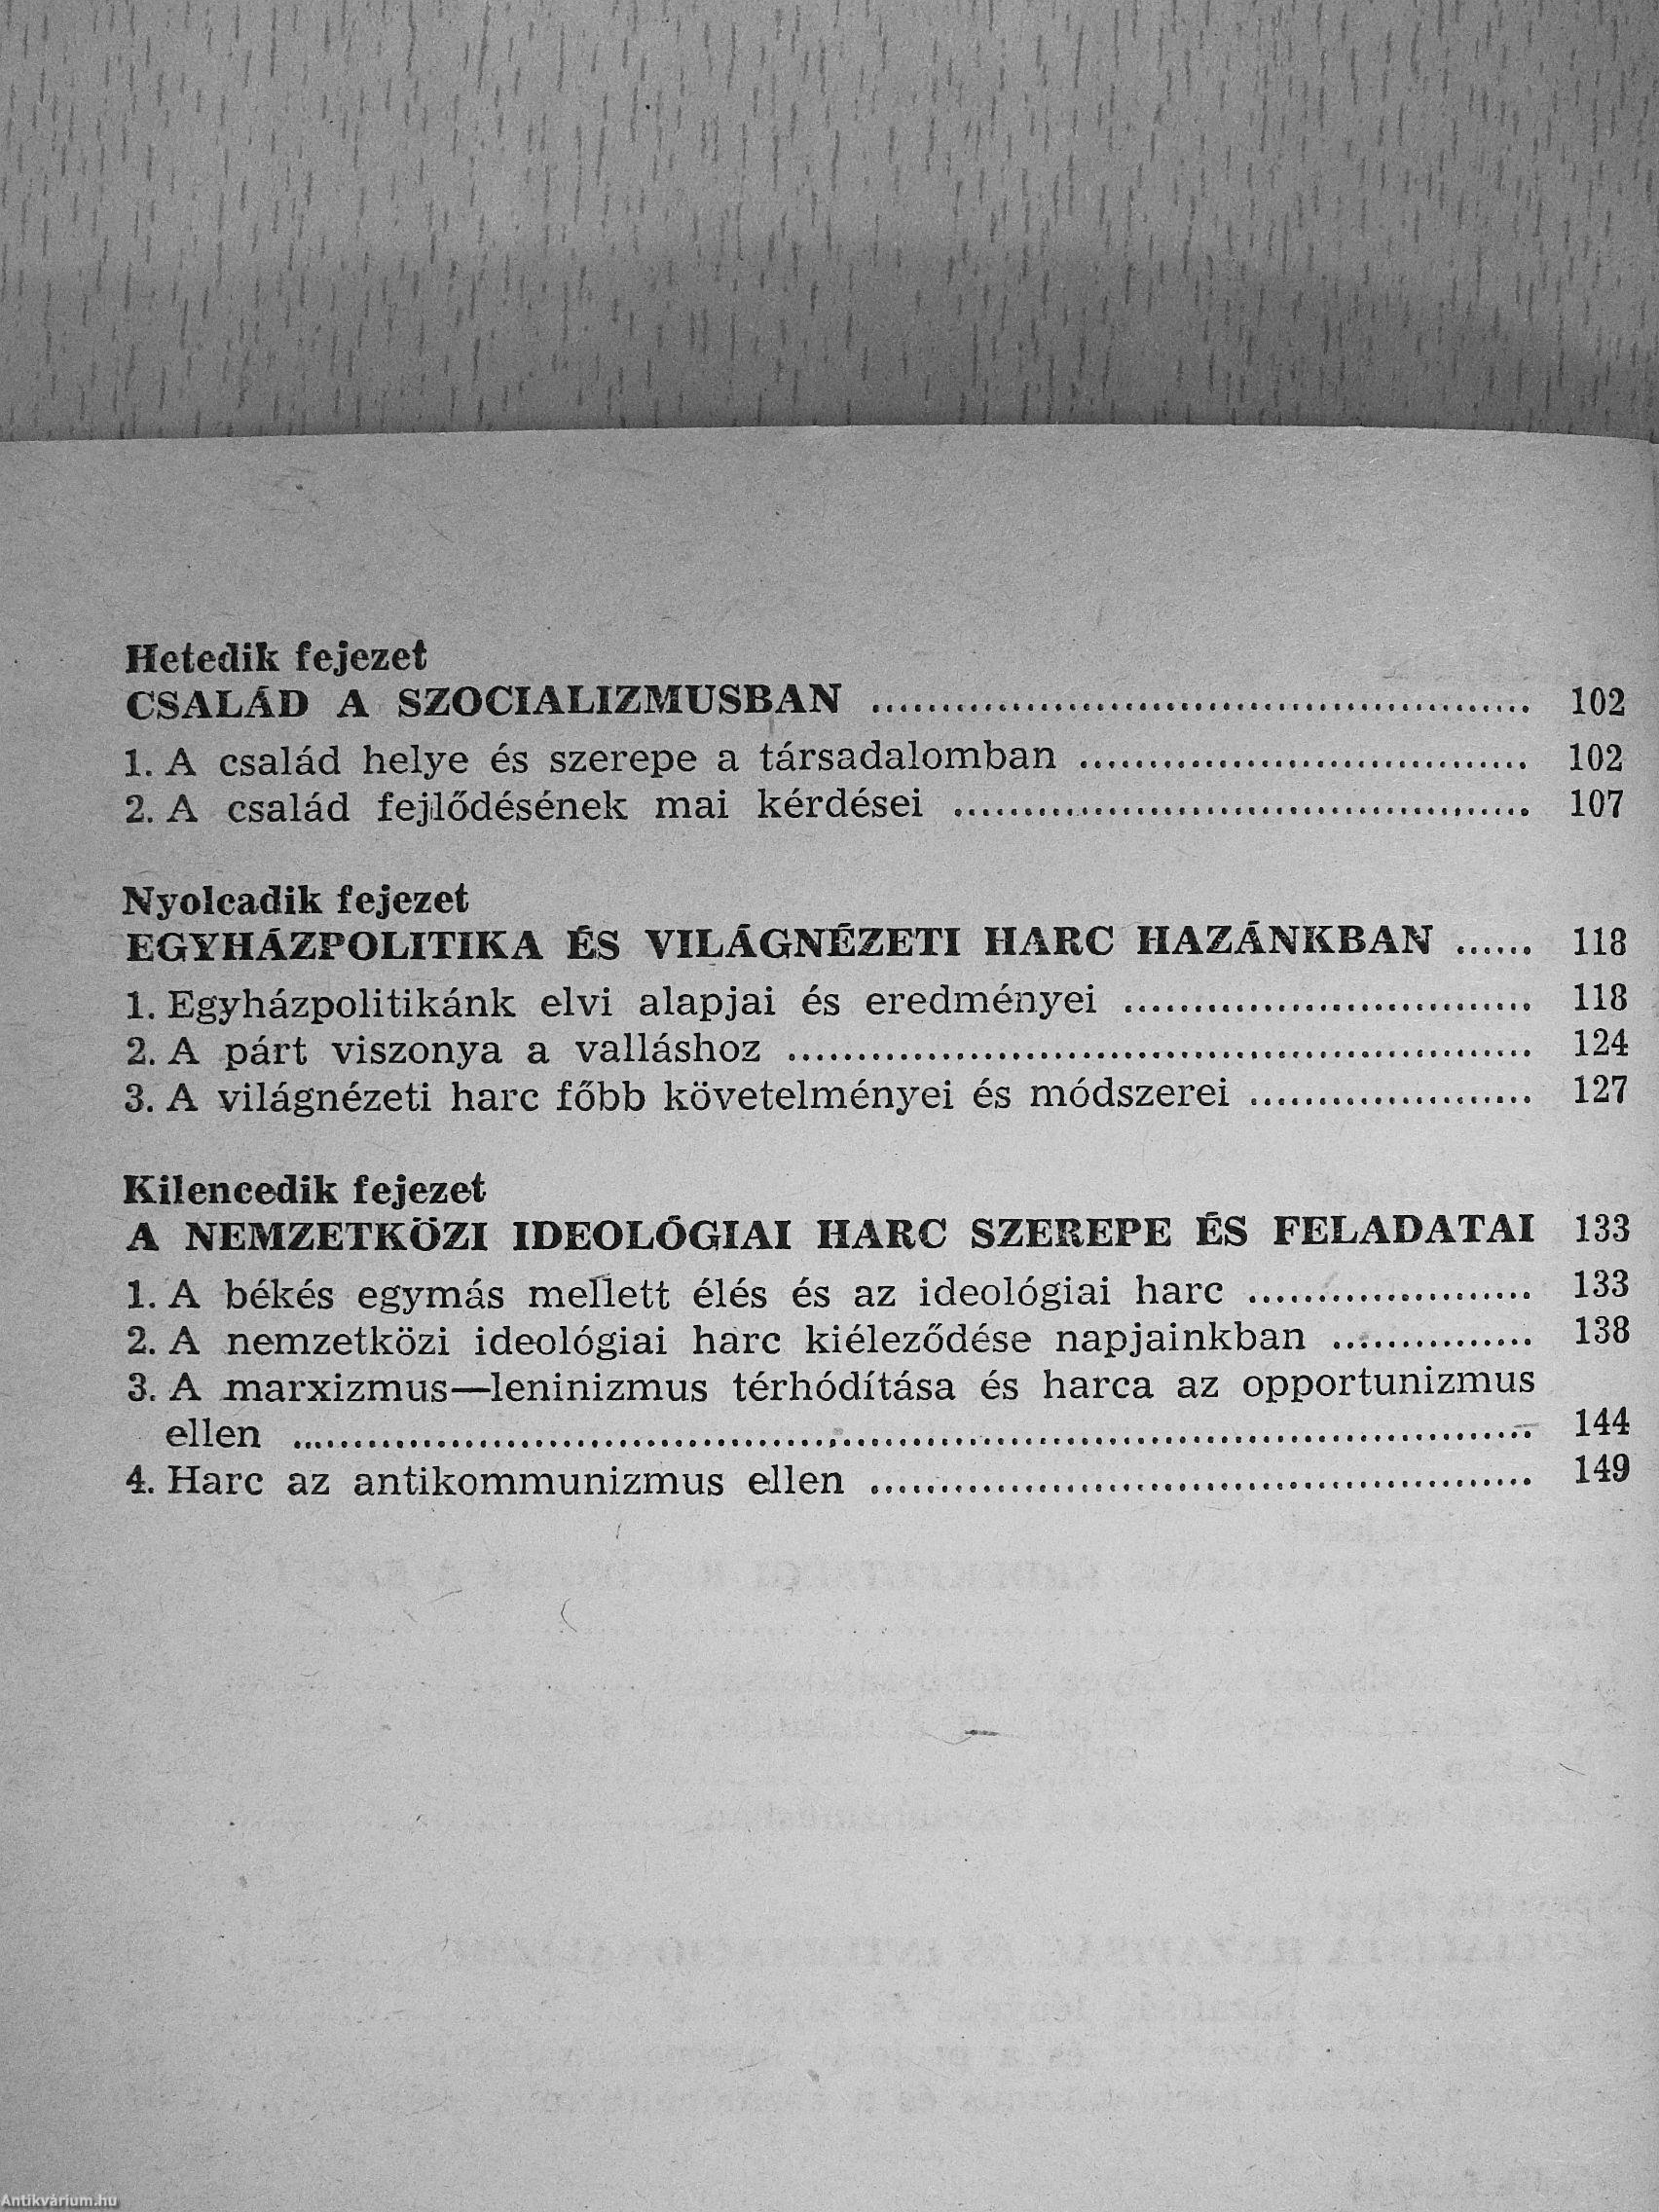 Hetedik fejezet
CSALÁD A SZOCIALIZMUSBAN ........ 102
1. A család helye és szerepe a társadalomban ........ 102
2. A család fejlődésének mai kérdései ........ 107
Nyolcadik fejezet
EGYHÁZPOLITIKA ÉS VILÁGNÉZETI HARC HAZÁNKBAN ...... 118
1. Egyházpolitikánk elvi alapjai és eredményei ........ 118
2. A párt viszonya a valláshoz ........ 124
3. A világnézeti harc főbb követelményei és módszerei ........ 127
Kilencedik fejezet
A NEMZETKÖZI IDEOLÓGIAI HARC SZEREPE ÉS FELADATAI 133
1. A békés egymás mellett élés és az ideológiai harc ........ 133
2. A nemzetközi ideológiai harc kiéleződése napjainkban ........ 138
3. A marxizmus—leninizmus térhódítása és harca az opportunizmus
ellen ........ 144
4. Harc az antikommunizmus ellen ........ 149
Antikvárium.hu